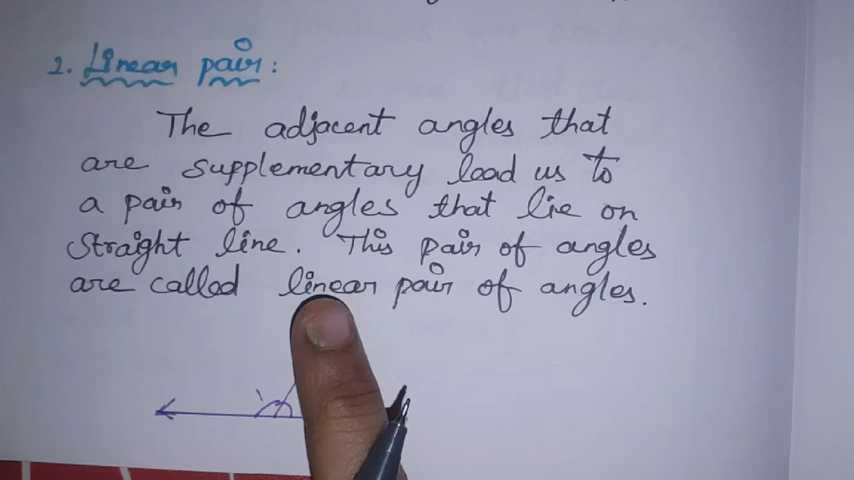 2. Linear pair:
The adjacent angles that
are supplementary lead us to
a pair of angles that lie on
straight line. This pair of angles
are called linear pair of angles.